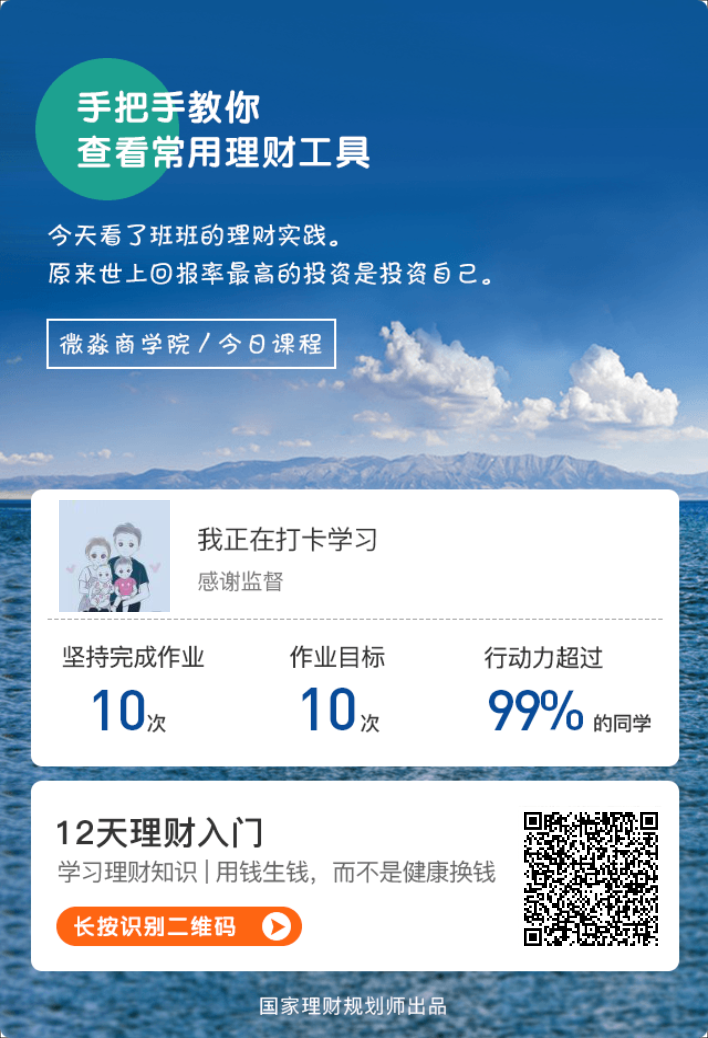 手把手教你
查看常用理财工具
今天看了班班的理财实践。
原来世上回报率最高的投资是投资自己。
微淼商学院/今日课程
我正在打卡学习
感谢监督
坚持完成作业 作业目标 行动力超过
10次 10次 99%的同学
12天理财入门
学习理财知识|用钱生钱，而不是健康换钱
长按识别二维码
国家理财规划师出品